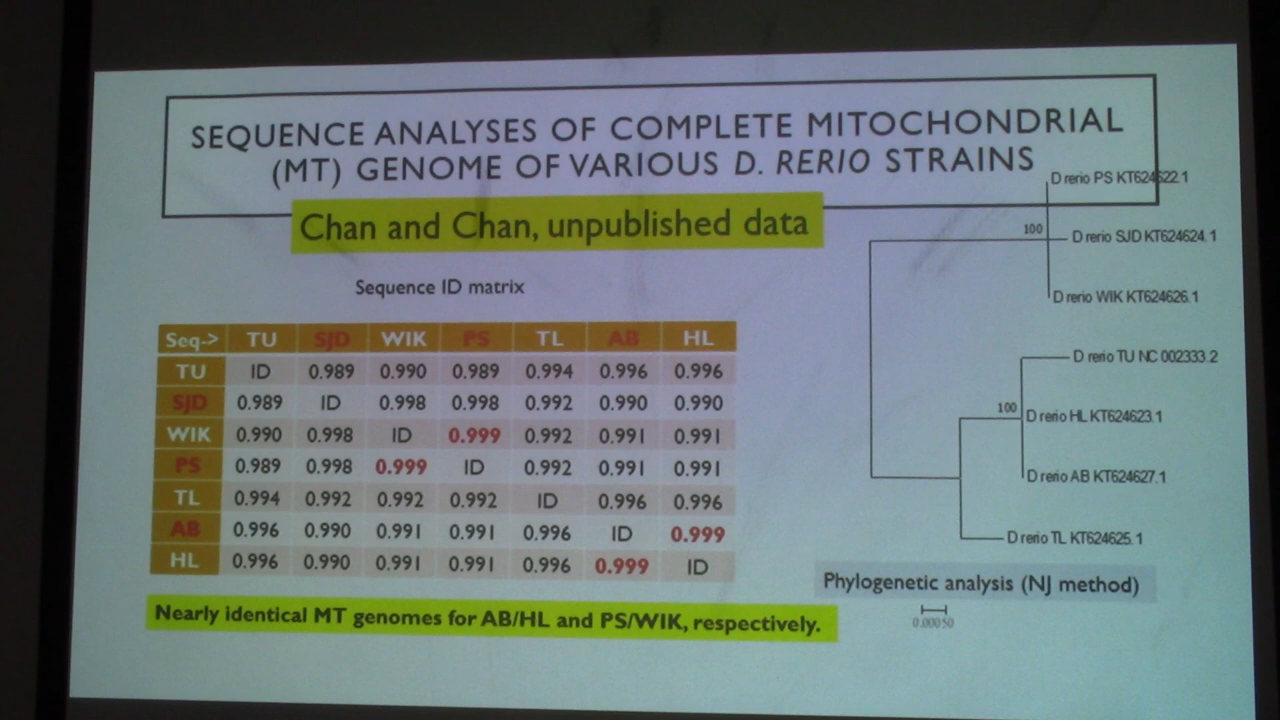 SEQUENCE ANALYSES OF COMPLETE MITOCHONDRIAL
(MT) GENOME OF VARIOUS D. RERIO STRAINS
Chan and Chan, unpublished data
Sequence ID matrix
Seq-> TU SJD WIK PS TL AB HL
TU ID 0.989 0.990 0.989 0.994 0.996 0.996
SJD 0.989 ID 0.998 0.998 0.992 0.990 0.990
WIK 0.990 0.998 ID 0.999 0.992 0.991 0.991
PS 0.989 0.998 0.999 ID 0.992 0.991 0.991
TL 0.994 0.992 0.992 0.992 ID 0.996 0.996
AB 0.996 0.990 0.991 0.991 0.996 ID 0.999
HL 0.996 0.990 0.991 0.991 0.996 0.999 ID
Nearly identical MT genomes for AB/HL and PS/WIK, respectively.
D rerio PS KT624622.1
100
D rerio SJD KT624624.1
D rerio WIK KT624626.1
D rerio TU NC 002333.2
100
D rerio HL KT624623.1
D rerio AB KT624627.1
D rerio TL KT624625.1
Phylogenetic analysis (NJ method)
0.00050